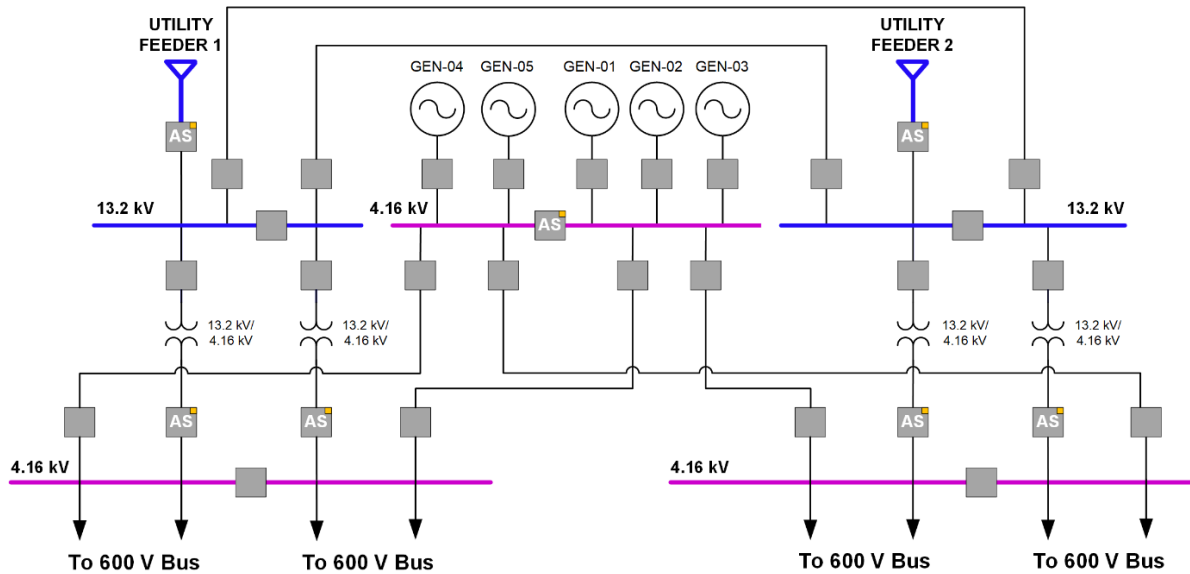 UTILITY
FEEDER 1
UTILITY
FEEDER 2
GEN-04
GEN-05
GEN-01
GEN-02
GEN-03
AS
AS
13.2 kV
4.16 kV
AS
13.2 kV
13.2 kV/
4.16 kV
13.2 kV/
4.16 kV
13.2 kV/
4.16 kV
13.2 kV/
4.16 kV
AS
AS
AS
AS
4.16 kV
4.16 kV
To 600 V Bus
To 600 V Bus
To 600 V Bus
To 600 V Bus